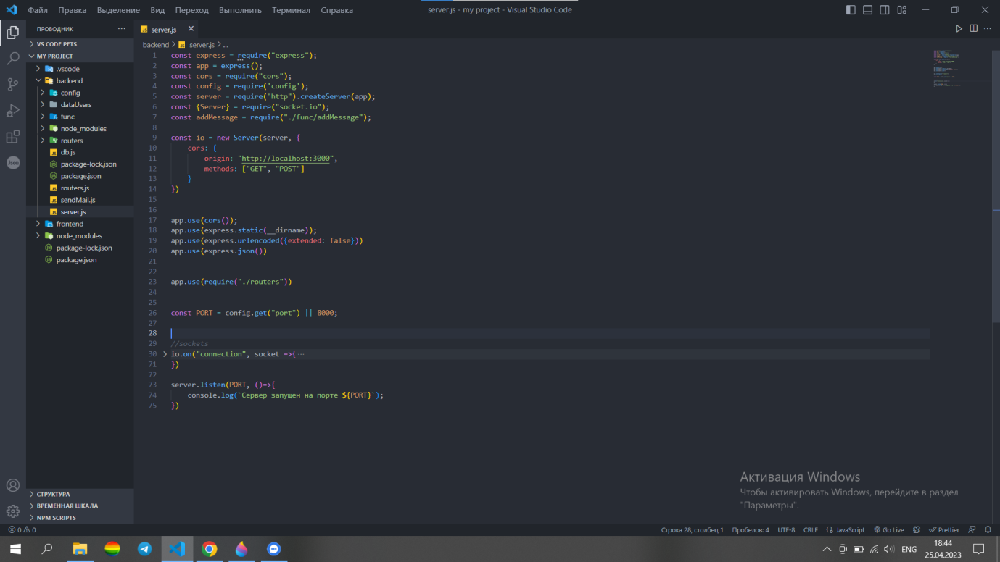 Файл Правка Выделение Вид Переход Выполнить Терминал Справка
server.js - my project - Visual Studio Code
ПРОВОДНИК
VS CODE PETS
MY PROJECT
.vscode
backend
config
dataUsers
func
node_modules
routers
db.js
package-lock.json
package.json
routers.js
sendMail.js
server.js
frontend
node_modules
package-lock.json
package.json
СТРУКТУРА
ВРЕМЕННАЯ ШКАЛА
NPM SCRIPTS
Json
JS server.js
backend > JS server.js > ...
1 const express = require("express");
2 const app = express();
3 const cors = require("cors");
4 const config = require('config');
5 const server = require("http").createServer(app);
6 const {Server} = require("socket.io");
7 const addMessage = require("./func/addMessage");
8
9 const io = new Server(server, {
10 cors: {
11 origin: "http://localhost:3000",
12 methods: ["GET", "POST"]
13 }
14 })
15
16
17 app.use(cors());
18 app.use(express.static(__dirname));
19 app.use(express.urlencoded({extended: false}))
20 app.use(express.json())
21
22
23 app.use(require("./routers"))
24
25
26 const PORT = config.get("port") || 8000;
27
28
29 //sockets
30 io.on("connection", socket =>{ ...
71 })
72
73 server.listen(PORT, ()=>{
74 console.log(`Сервер запущен на порте ${PORT}`);
75 })
Активация Windows
Чтобы активировать Windows, перейдите в раздел
"Параметры".
0 0
Строка 28, столбец 1 Пробелов: 4 UTF-8 CRLF JavaScript Go Live Prettier
ENG
18:44
25.04.2023